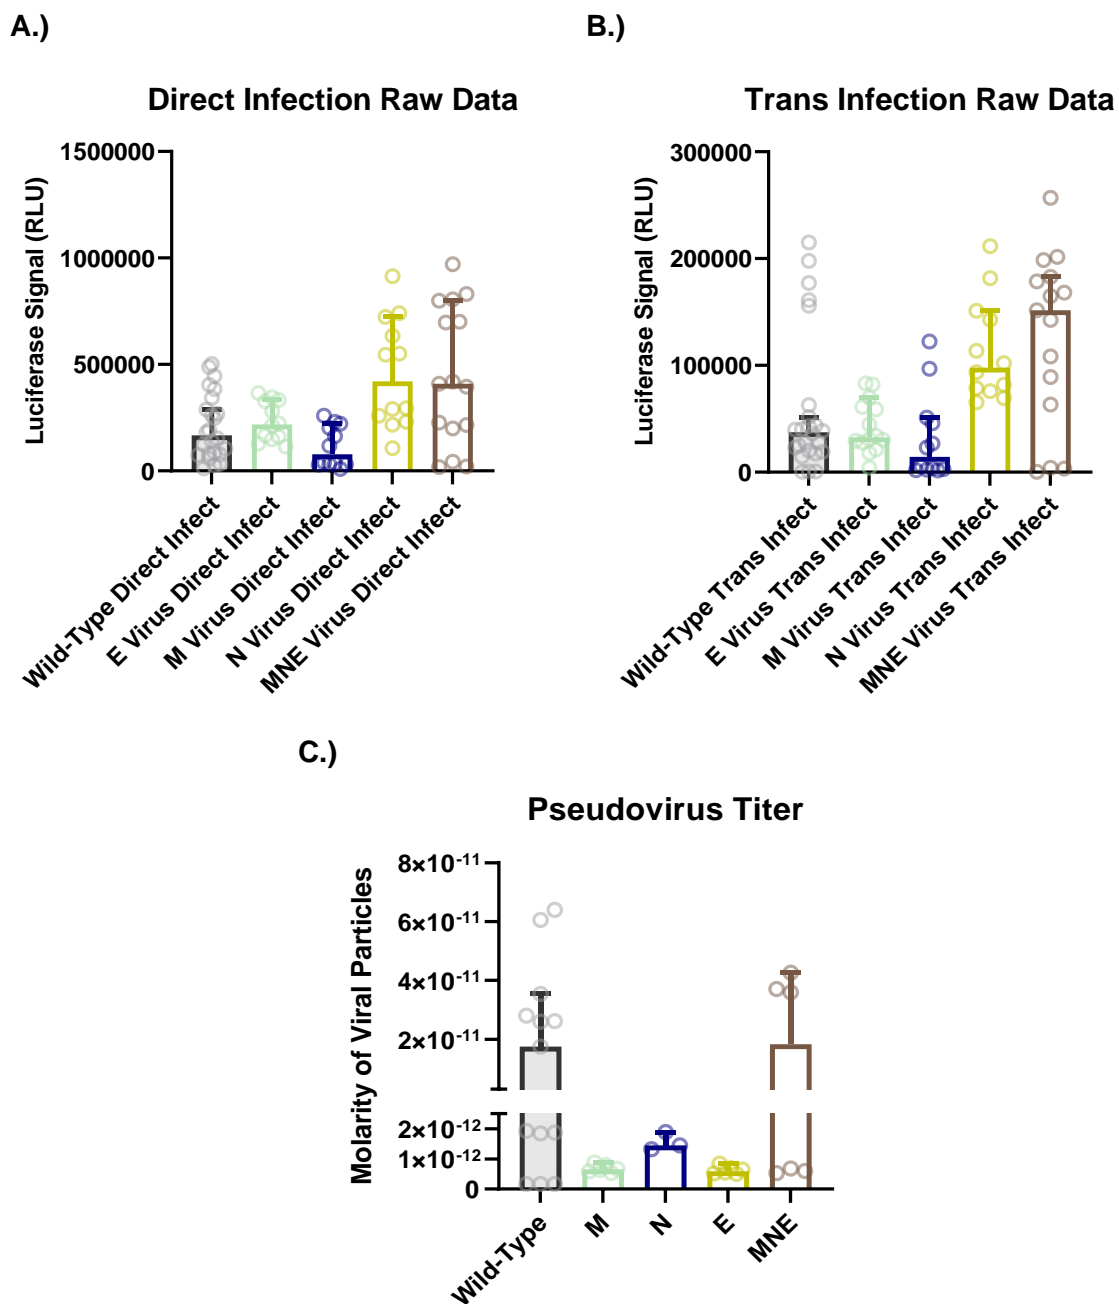 A.)
Direct Infection Raw Data
Luciferase Signal (RLU)
1500000
1000000
500000
0
Wild-Type Direct Infect
E Virus Direct Infect
M Virus Direct Infect
N Virus Direct Infect
MNE Virus Direct Infect
B.)
Trans Infection Raw Data
Luciferase Signal (RLU)
300000
200000
100000
0
Wild-Type Trans Infect
E Virus Trans Infect
M Virus Trans Infect
N Virus Trans Infect
MNE Virus Trans Infect
C.)
Pseudovirus Titer
Molarity of Viral Particles
8×10⁻¹¹
6×10⁻¹¹
4×10⁻¹¹
2×10⁻¹¹
2×10⁻¹²
1×10⁻¹²
0
Wild-Type
M
N
E
MNE